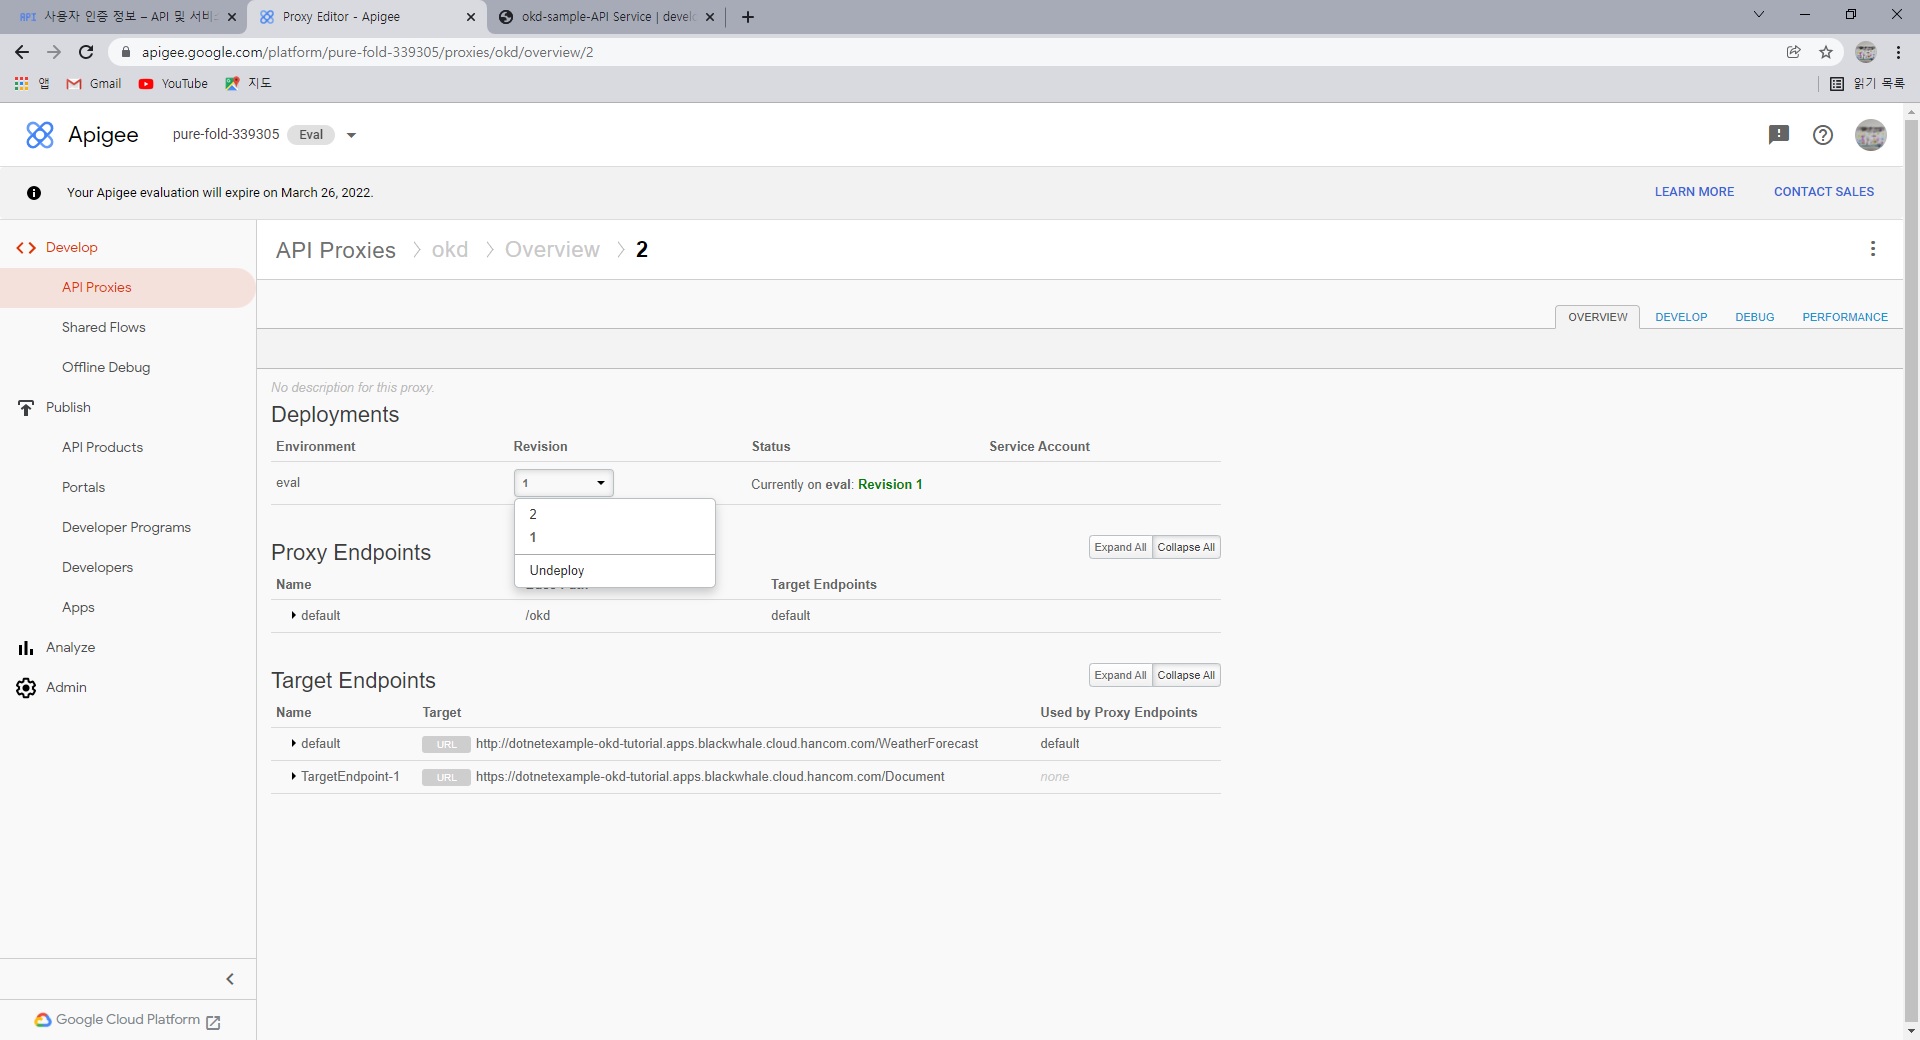 API 사용자 인증 정보 – API 및 서비스
Proxy Editor - Apigee
okd-sample-API Service | devel
apigee.google.com/platform/pure-fold-339305/proxies/okd/overview/2
앱
Gmail
YouTube
지도
읽기 목록
Apigee
pure-fold-339305
Eval
Your Apigee evaluation will expire on March 26, 2022.
LEARN MORE
CONTACT SALES
Develop
API Proxies
Shared Flows
Offline Debug
Publish
API Products
Portals
Developer Programs
Developers
Apps
Analyze
Admin
Google Cloud Platform
API Proxies okd Overview 2
OVERVIEW DEVELOP DEBUG PERFORMANCE
No description for this proxy.
Deployments
Environment Revision Status Service Account
eval 1 Currently on eval: Revision 1
2
1
Undeploy
Proxy Endpoints
Expand All Collapse All
Name Target Endpoints
default /okd default
Target Endpoints
Expand All Collapse All
Name Target Used by Proxy Endpoints
default URL http://dotnetexample-okd-tutorial.apps.blackwhale.cloud.hancom.com/WeatherForecast default
TargetEndpoint-1 URL https://dotnetexample-okd-tutorial.apps.blackwhale.cloud.hancom.com/Document none